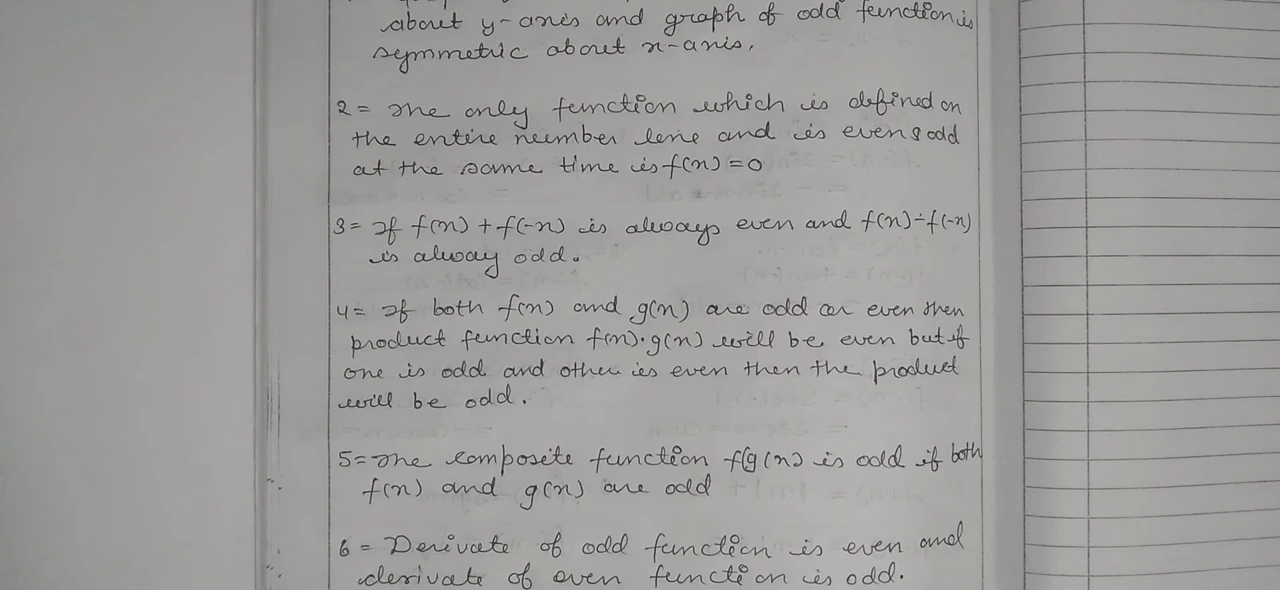 about y-axis and graph of odd function is
symmetric about x-axis.
2= The only function which is defined on
the entire number line and is even & odd
at the same time is f(x)=0
3= If f(x) + f(-x) is always even and f(x)-f(-x)
is alway odd.
4= If both f(x) and g(x) are odd or even then
product function f(x).g(x) will be even but if
one is odd and other is even then the product
will be odd.
5= The composite function f(g(x) is odd if both
f(x) and g(x) are odd
6= Derivate of odd function is even and
derivate of even function is odd.